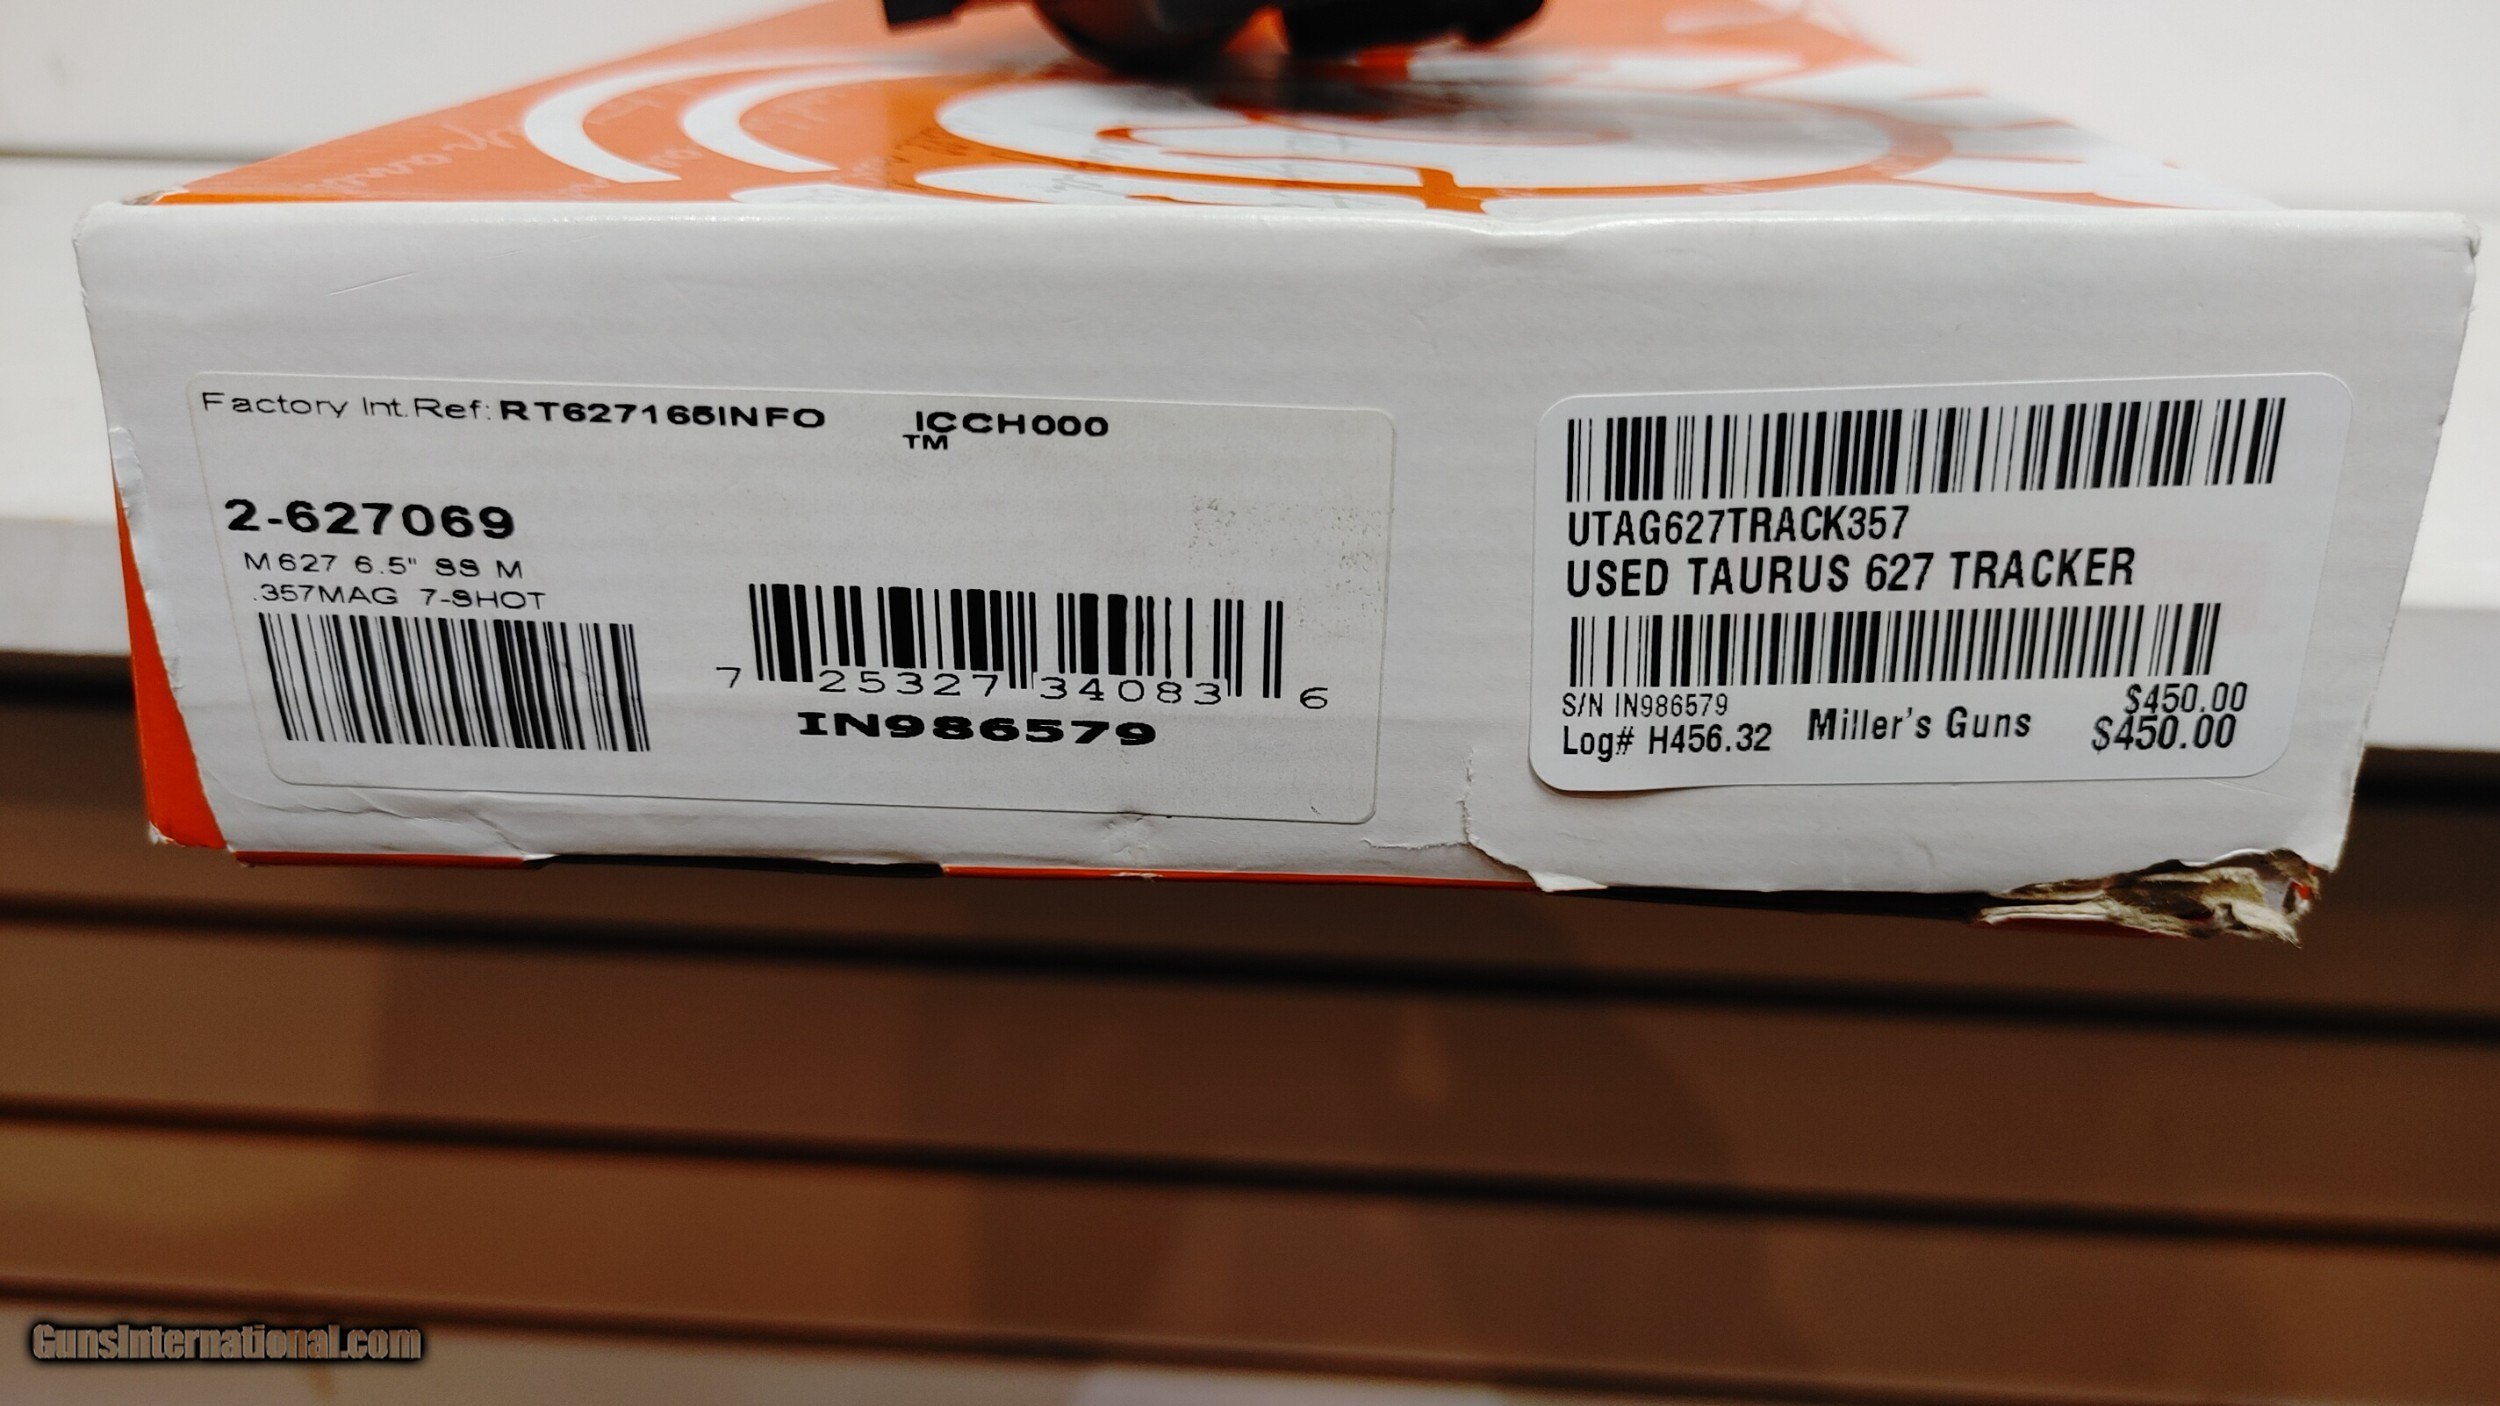 Factory Int.Ref: RT627165INFO ICCH000
TM
2-627069
M627 6.5" SS M
.357MAG 7-SHOT
7 25327 34083 6
IN986579
UTAG627TRACK357
USED TAURUS 627 TRACKER
S/N IN986579 $450.00
Log# H456.32 Miller's Guns $450.00
GunsInternational.com